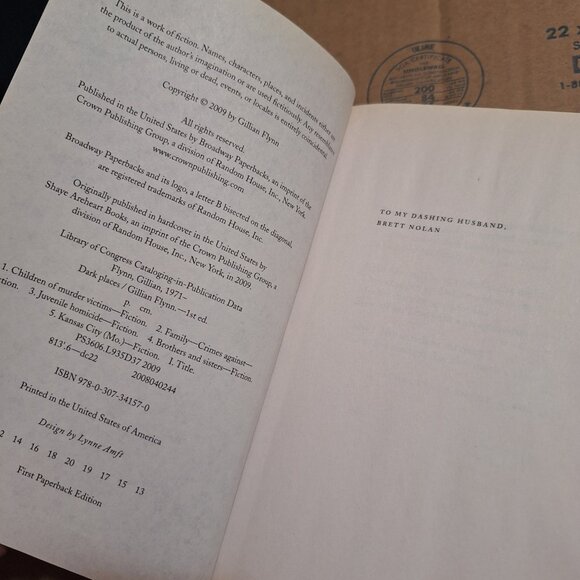 This is a work of fiction. Names, characters, places, and incidents either are
the product of the author's imagination or are used fictitiously. Any resemblance
to actual persons, living or dead, events, or locales is entirely coincidental.
Copyright © 2009 by Gillian Flynn
All rights reserved.
Published in the United States by Broadway Paperbacks, an imprint of the
Crown Publishing Group, a division of Random House, Inc., New York.
www.crownpublishing.com
Broadway Paperbacks and its logo, a letter B bisected on the diagonal,
are registered trademarks of Random House, Inc.
Originally published in hardcover in the United States by
Shaye Areheart Books, an imprint of the Crown Publishing Group, a
division of Random House, Inc., New York, in 2009.
Library of Congress Cataloging-in-Publication Data
Flynn, Gillian, 1971–
Dark places / Gillian Flynn.—1st ed.
p. cm.
1. Children of murder victims—Fiction. 2. Family—Crimes against—
tion. 3. Juvenile homicide—Fiction. 4. Brothers and sisters—Fiction.
5. Kansas City (Mo.)—Fiction. I. Title.
PS3606.L935D37 2009
813'.6—dc22 2008040244
ISBN 978-0-307-34157-0
Printed in the United States of America
Design by Lynne Amft
2 14 16 18 20 19 17 15 13
First Paperback Edition
TO MY DASHING HUSBAND,
BRETT NOLAN
22
CERTIFICATE
200
84
1-8